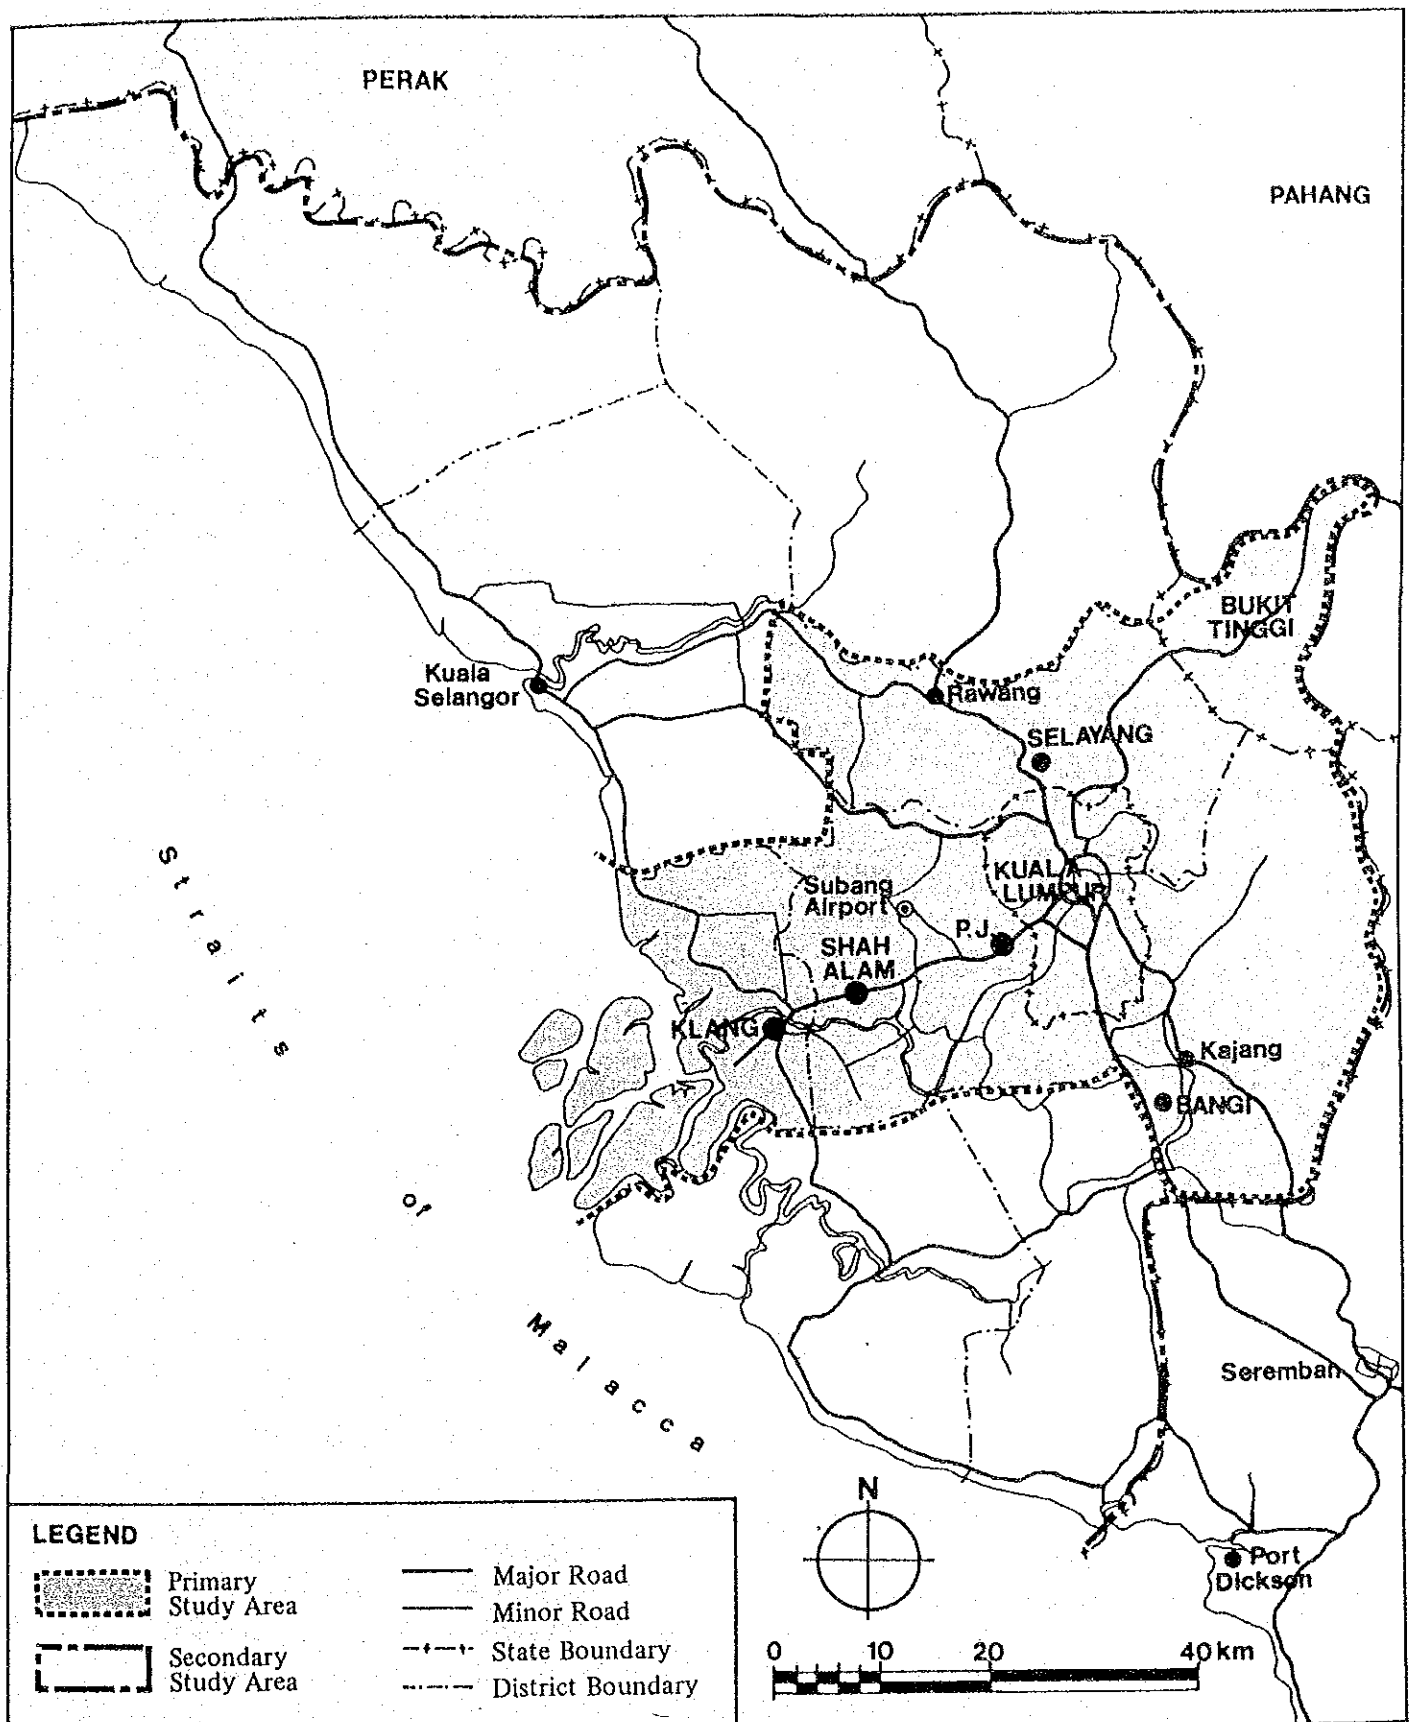 PERAK
PAHANG
BUKIT
TINGGI
Kuala
Selangor
Rawang
SELAYANG
KUALA
LUMPUR
Subang
Airport
P.J.
SHAH
ALAM
KLANG
Kajang
BANGI
Straits
of
Malacca
Seremban
Port
Dickson
N
LEGEND
Primary
Study Area
Secondary
Study Area
Major Road
Minor Road
State Boundary
District Boundary
0 10 20 40 km